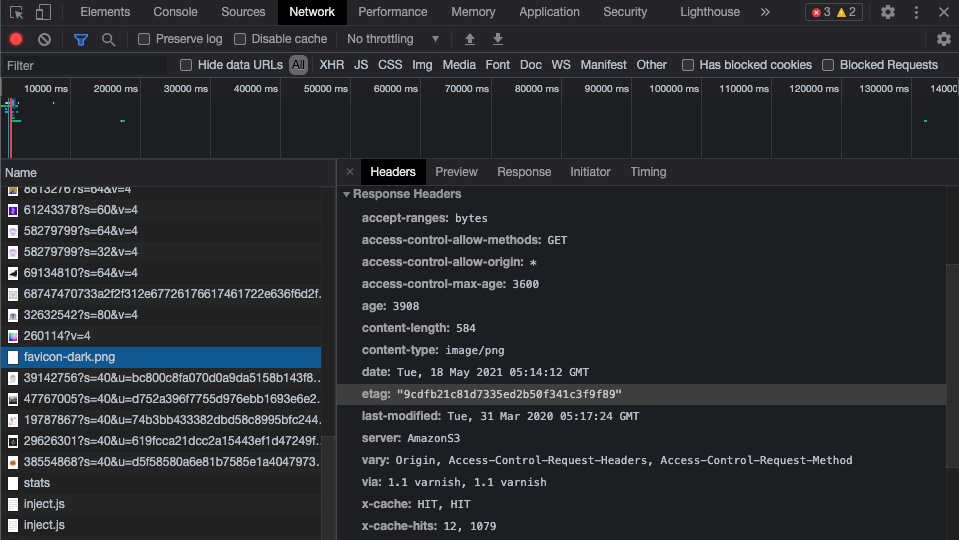 Elements Console Sources Network Performance Memory Application Security Lighthouse » 3 2
Preserve log Disable cache No throttling
Filter Hide data URLs All XHR JS CSS Img Media Font Doc WS Manifest Other Has blocked cookies Blocked Requests
10000 ms 20000 ms 30000 ms 40000 ms 50000 ms 60000 ms 70000 ms 80000 ms 90000 ms 100000 ms 110000 ms 120000 ms 130000 ms 14000
Name
8813276?s=64&v=4
61243378?s=60&v=4
58279799?s=64&v=4
58279799?s=32&v=4
69134810?s=64&v=4
68747470733a2f2f312e67726176617461722e636f6d2f...
32632542?s=80&v=4
260114?v=4
favicon-dark.png
39142756?s=40&u=bc800c8fa070d0a9da5158b143f8...
47767005?s=40&u=d752a396f7755d976ebb1693e6e2...
19787867?s=40&u=74b3bb433382dbd58c8995bfc244...
29626301?s=40&u=619fcca21dcc2a15443ef1d47249f...
38554868?s=40&u=d5f58580a6e81b7585e1a4047973...
stats
inject.js
inject.js
× Headers Preview Response Initiator Timing
Response Headers
accept-ranges: bytes
access-control-allow-methods: GET
access-control-allow-origin: *
access-control-max-age: 3600
age: 3908
content-length: 584
content-type: image/png
date: Tue, 18 May 2021 05:14:12 GMT
etag: "9cdfb21c81d7335ed2b50f341c3f9f89"
last-modified: Tue, 31 Mar 2020 05:17:24 GMT
server: AmazonS3
vary: Origin, Access-Control-Request-Headers, Access-Control-Request-Method
via: 1.1 varnish, 1.1 varnish
x-cache: HIT, HIT
x-cache-hits: 12, 1079